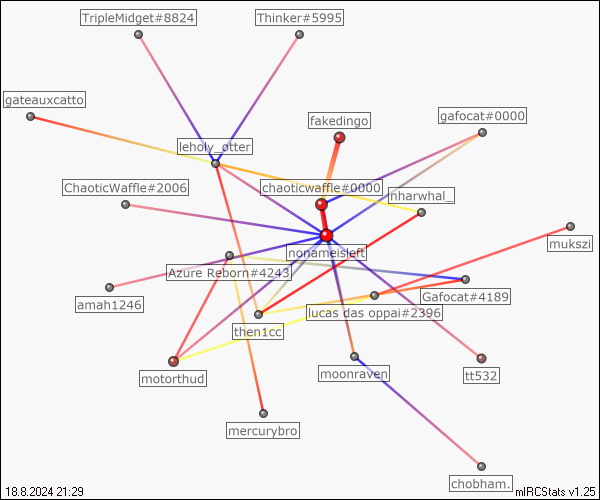 TripleMidget#8824
Thinker#5995
gateauxcatto
fakedingo
gafocat#0000
leholy_otter
ChaoticWaffle#2006
chaoticwaffle#0000
nharwhal_
mukszi
nonameisleft
Azure Reborn#4243
amah1246
Gafocat#4189
lucas das oppai#2396
then1cc
motorthud
moonraven
tt532
mercurybro
chobham.
18.8.2024 21:29
mIRCStats v1.25